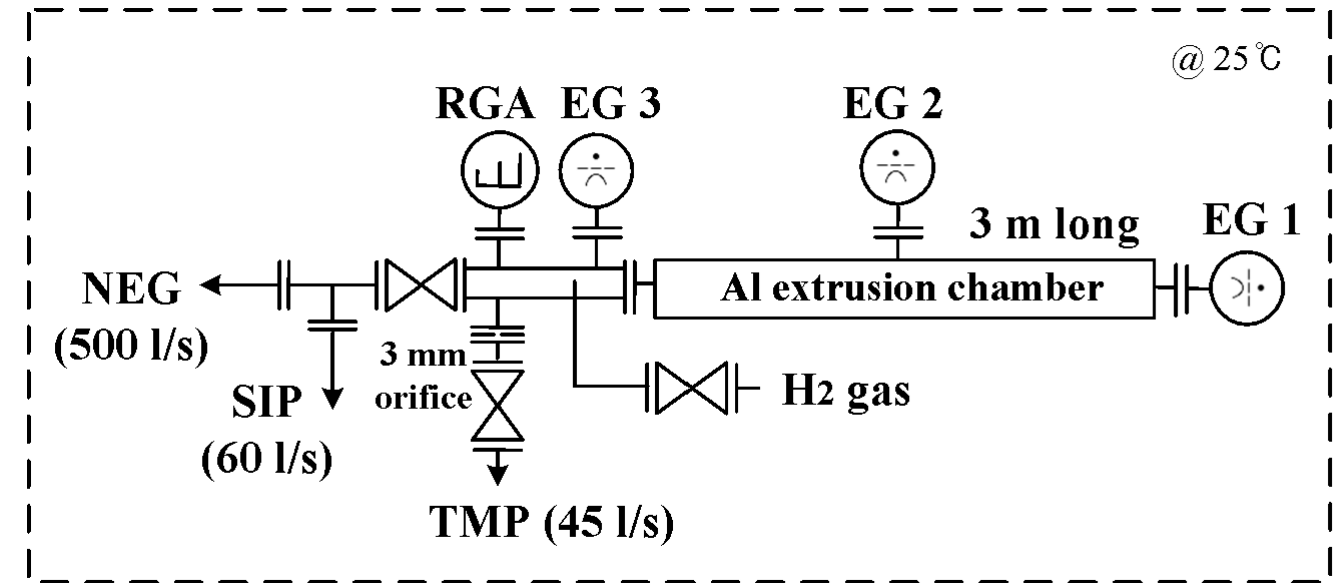 @ 25℃
RGA EG 3 EG 2
3 m long EG 1
NEG Al extrusion chamber
(500 l/s)
3 mm
orifice
H2 gas
SIP
(60 l/s)
TMP (45 l/s)